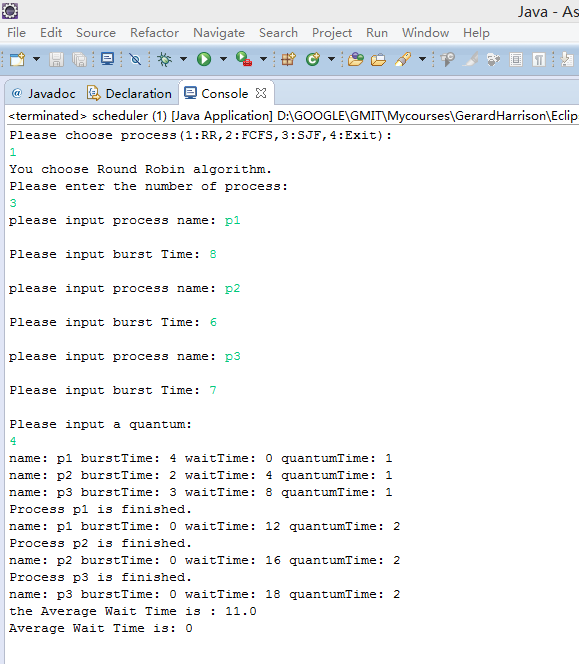 Java - As
File Edit Source Refactor Navigate Search Project Run Window Help
@ Javadoc Declaration Console
<terminated> scheduler (1) [Java Application] D:\GOOGLE\GMIT\Mycourses\GerardHarrison\Eclip
Please choose process(1:RR,2:FCFS,3:SJF,4:Exit):
1
You choose Round Robin algorithm.
Please enter the number of process:
3
please input process name: p1
Please input burst Time: 8
please input process name: p2
Please input burst Time: 6
please input process name: p3
Please input burst Time: 7
Please input a quantum:
4
name: p1 burstTime: 4 waitTime: 0 quantumTime: 1
name: p2 burstTime: 2 waitTime: 4 quantumTime: 1
name: p3 burstTime: 3 waitTime: 8 quantumTime: 1
Process p1 is finished.
name: p1 burstTime: 0 waitTime: 12 quantumTime: 2
Process p2 is finished.
name: p2 burstTime: 0 waitTime: 16 quantumTime: 2
Process p3 is finished.
name: p3 burstTime: 0 waitTime: 18 quantumTime: 2
the Average Wait Time is : 11.0
Average Wait Time is: 0